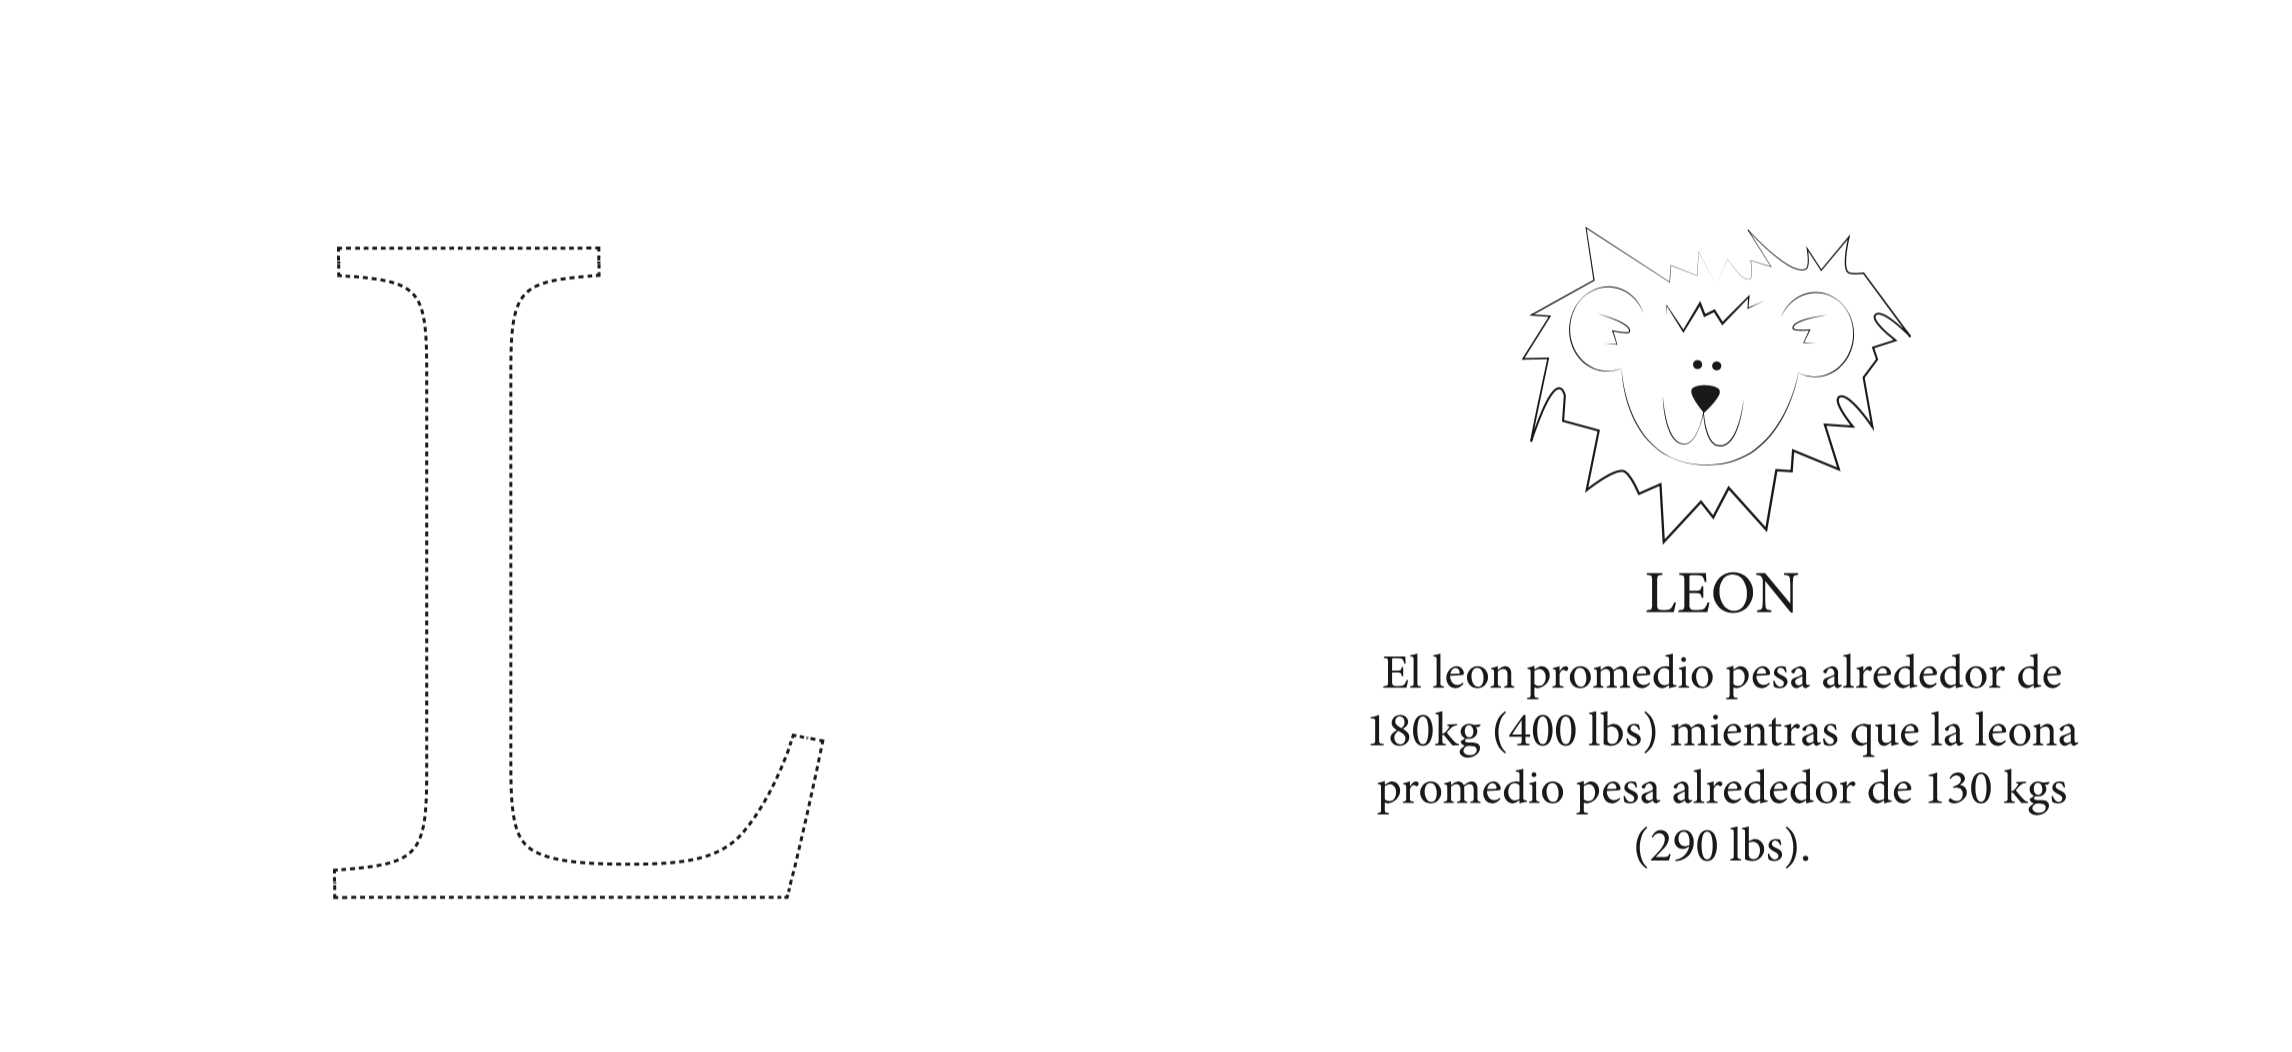 L
LEON
El leon promedio pesa alrededor de
180kg (400 lbs) mientras que la leona
promedio pesa alrededor de 130 kgs
(290 lbs).